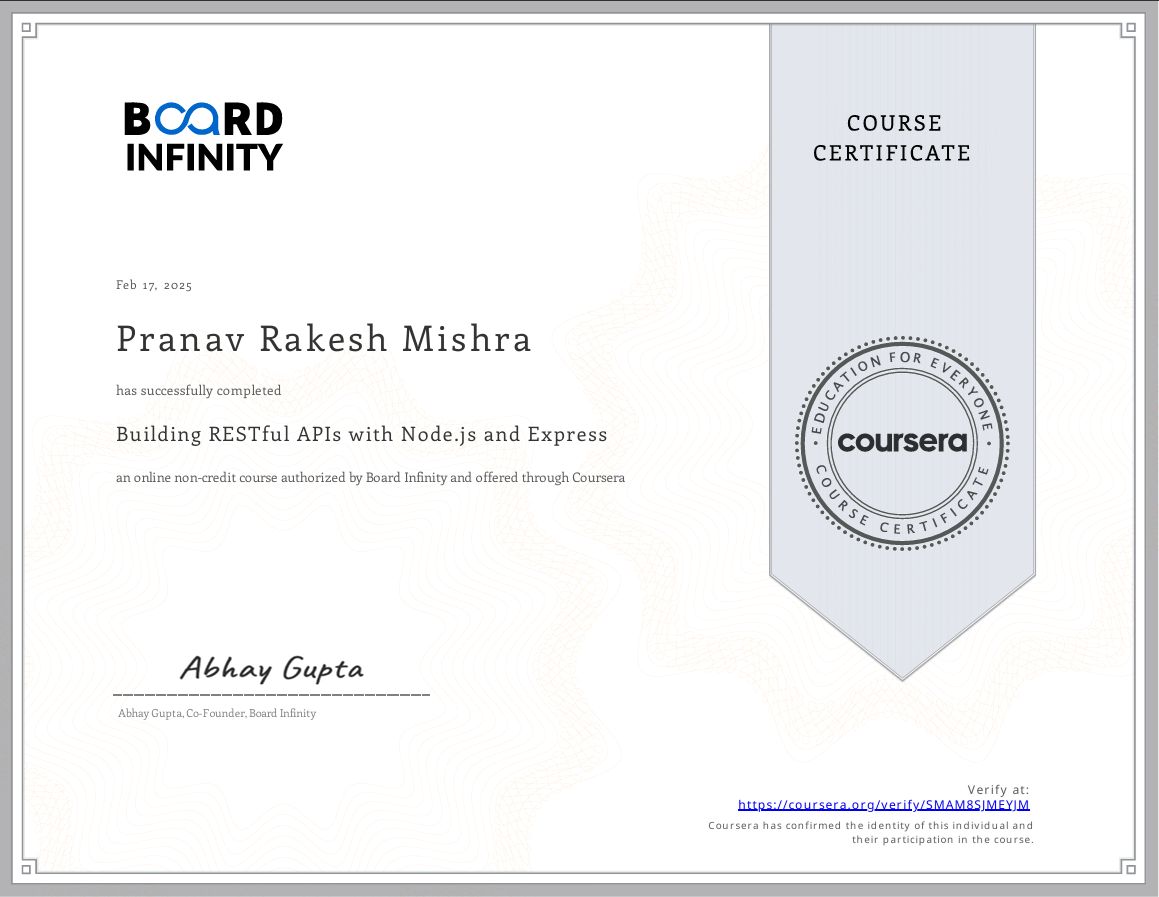 BOARD
INFINITY
COURSE
CERTIFICATE
Feb 17, 2025
Pranav Rakesh Mishra
has successfully completed
Building RESTful APIs with Node.js and Express
an online non-credit course authorized by Board Infinity and offered through Coursera
EDUCATION FOR EVERYONE
coursera
COURSE CERTIFICATE
Abhay Gupta
Abhay Gupta, Co-Founder, Board Infinity
Verify at:
https://coursera.org/verify/SMAM8SJMEYJM
Coursera has confirmed the identity of this individual and
their participation in the course.